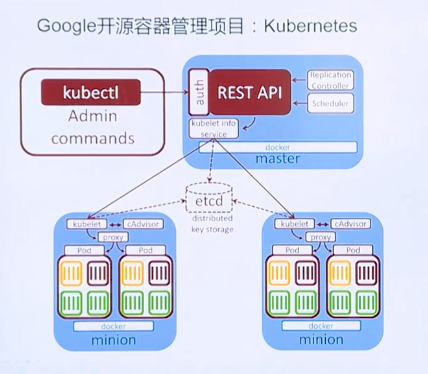 Google开源容器管理项目：Kubernetes
kubectl
Admin
commands
auth
REST API
Replication
Controller
Scheduler
kubelet info
service
docker
master
etcd
distributed
key storage
kubelet
cAdvisor
proxy
Pod
Pod
docker
minion
kubelet
cAdvisor
proxy
Pod
Pod
docker
minion